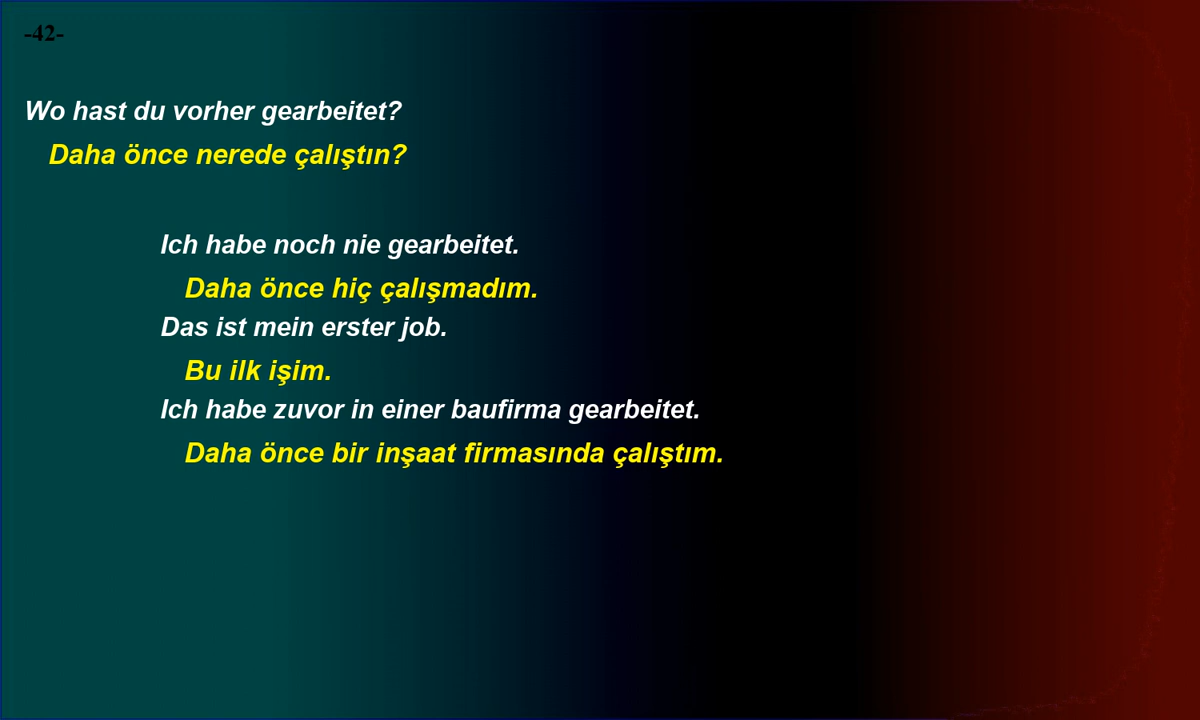 -42-
Wo hast du vorher gearbeitet?
Daha önce nerede çalıştın?
Ich habe noch nie gearbeitet.
Daha önce hiç çalışmadım.
Das ist mein erster job.
Bu ilk işim.
Ich habe zuvor in einer baufirma gearbeitet.
Daha önce bir inşaat firmasında çalıştım.